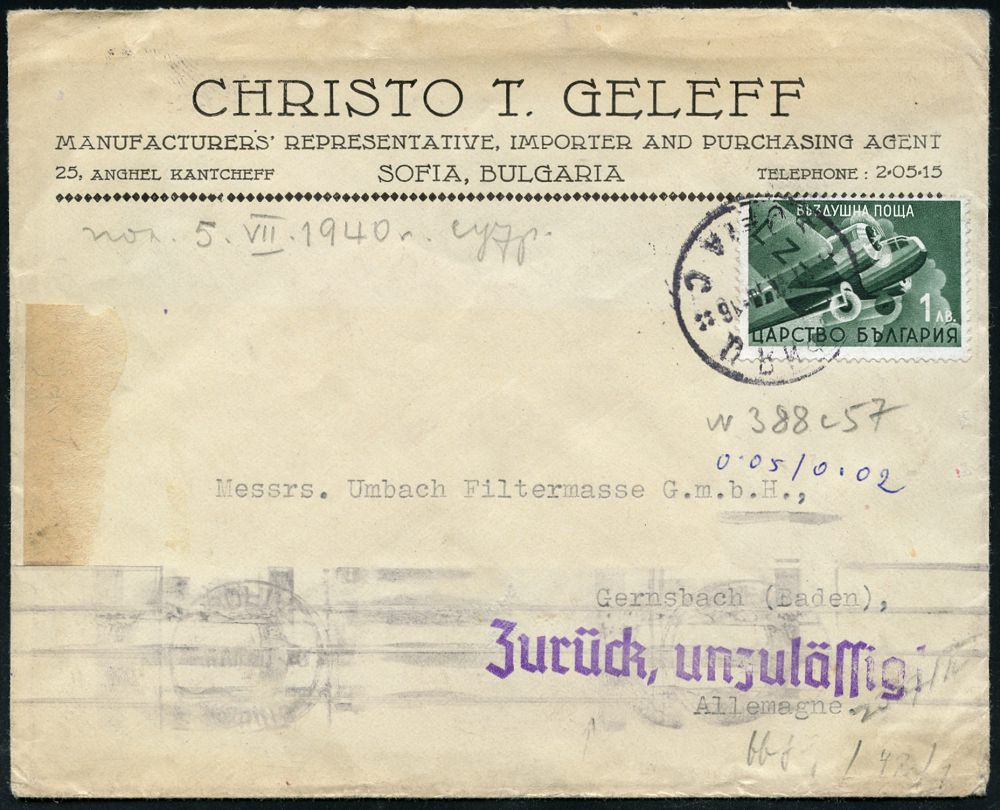 CHRISTO T. GELEFF
MANUFACTURERS' REPRESENTATIVE, IMPORTER AND PURCHASING AGENT
25, ANGHEL KANTCHEFF SOFIA, BULGARIA TELEPHONE : 2•05•15
ВЪЗДУШНА ПОЩА
1 ЛВ.
ЦАРСТВО БЪЛГАРИЯ
5. VII. 1940
388 57
0.05/0.02
Messrs. Umbach Filtermasse G.m.b.H.,
Gernsbach (Baden),
Zurück, unzulässig!
Allemagne.